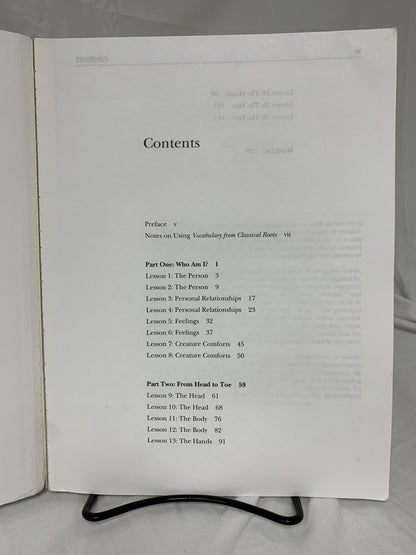 Contents
Preface v
Notes on Using Vocabulary from Classical Roots vii
Part One: Who Am I? 1
Lesson 1: The Person 3
Lesson 2: The Person 9
Lesson 3: Personal Relationships 17
Lesson 4: Personal Relationships 23
Lesson 5: Feelings 32
Lesson 6: Feelings 37
Lesson 7: Creature Comforts 45
Lesson 8: Creature Comforts 50
Part Two: From Head to Toe 59
Lesson 9: The Head 61
Lesson 10: The Head 68
Lesson 11: The Body 76
Lesson 12: The Body 82
Lesson 13: The Hands 91